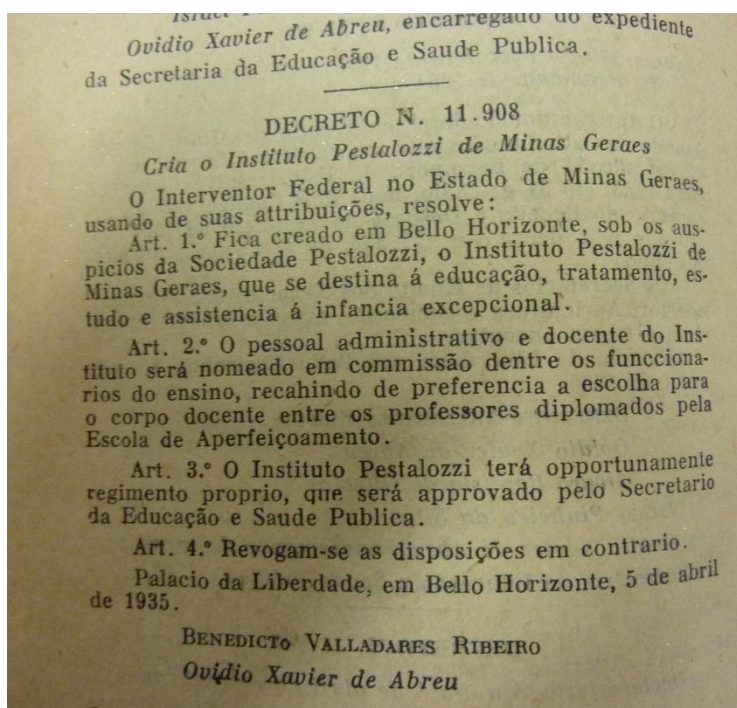 Ovidio Xavier de Abreu, encarregado do expediente
da Secretaria da Educação e Saude Publica.
DECRETO N. 11.908
Cria o Instituto Pestalozzi de Minas Geraes
O Interventor Federal no Estado de Minas Geraes,
usando de suas attribuições, resolve:
Art. 1.º Fica creado em Bello Horizonte, sob os aus-
picios da Sociedade Pestalozzi, o Instituto Pestalozzi de
Minas Geraes, que se destina á educação, tratamento, es-
tudo e assistencia á infancia excepcional.
Art. 2.º O pessoal administrativo e docente do Ins-
tituto será nomeado em commissão dentre os funcciona-
rios do ensino, recahindo de preferencia a escolha para
o corpo docente entre os professores diplomados pela
Escola de Aperfeiçoamento.
Art. 3.º O Instituto Pestalozzi terá opportunamente
regimento proprio, que será approvado pelo Secretario
da Educação e Saude Publica.
Art. 4.º Revogam-se as disposições em contrario.
Palacio da Liberdade, em Bello Horizonte, 5 de abril
de 1935.
BENEDICTO VALLADARES RIBEIRO
Ovidio Xavier de Abreu